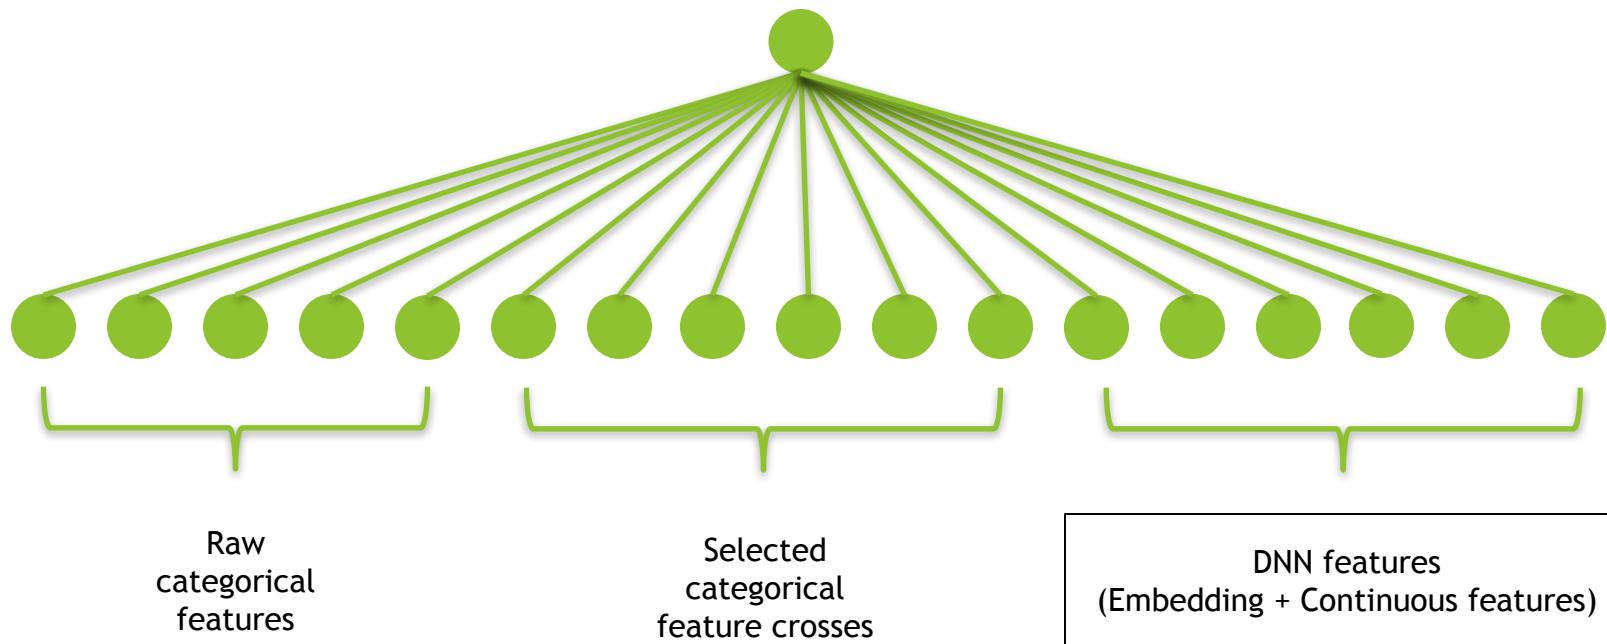 Raw
categorical
features
Selected
categorical
feature crosses
DNN features
(Embedding + Continuous features)